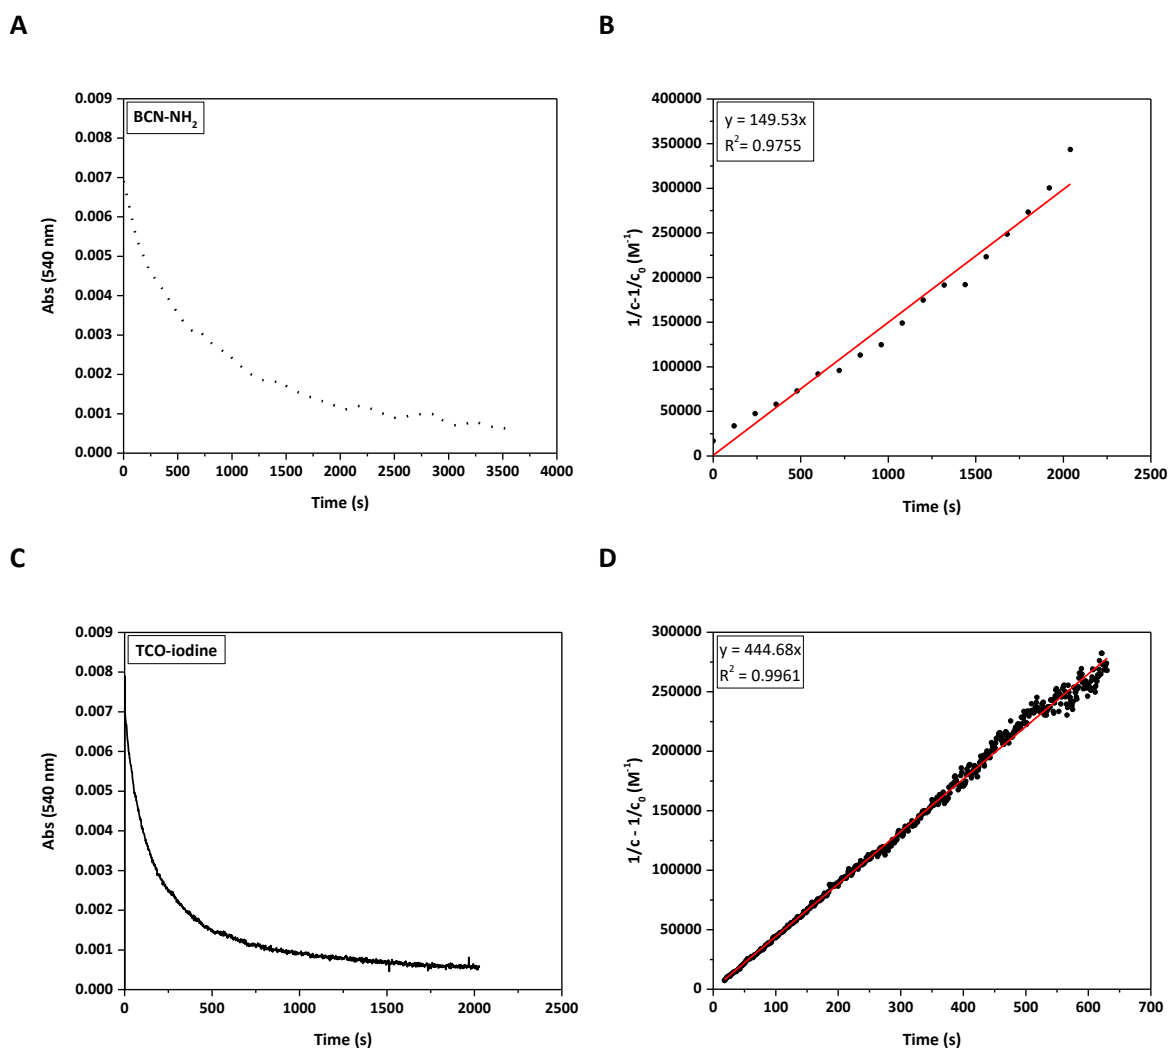 A
BCN-NH₂
0.009
0.008
0.007
0.006
0.005
0.004
0.003
0.002
0.001
0.000
Abs (540 nm)
0 500 1000 1500 2000 2500 3000 3500 4000
Time (s)
B
y = 149.53x
R²= 0.9755
400000
350000
300000
250000
200000
150000
100000
50000
0
1/c-1/c₀ (M⁻¹)
0 500 1000 1500 2000 2500
Time (s)
C
TCO-iodine
0.009
0.008
0.007
0.006
0.005
0.004
0.003
0.002
0.001
0.000
Abs (540 nm)
0 500 1000 1500 2000 2500
Time (s)
D
y = 444.68x
R² = 0.9961
300000
250000
200000
150000
100000
50000
0
1/c - 1/c₀ (M⁻¹)
0 100 200 300 400 500 600 700
Time (s)